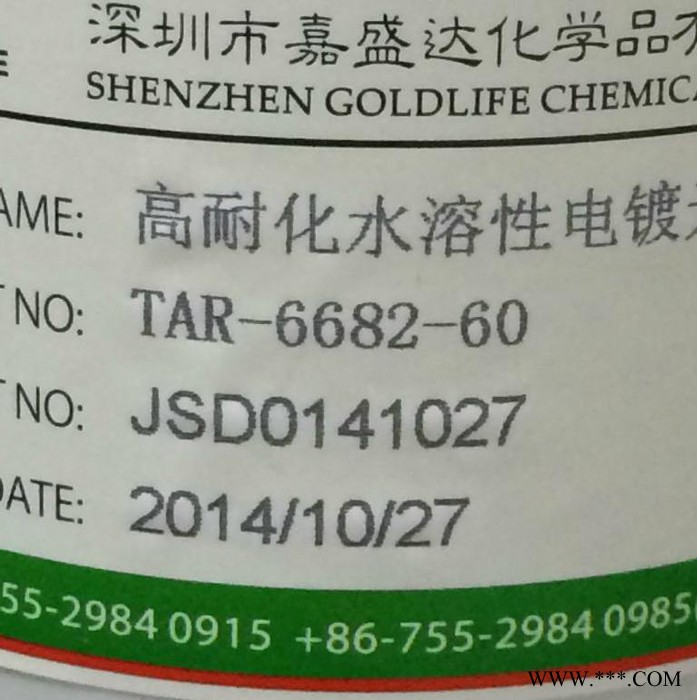 深圳市嘉盛达化学品
SHENZHEN GOLDLIFE CHEMICA
AME: 高耐化水溶性电镀
T NO: TAR-6682-60
T NO: JSD0141027
DATE: 2014/10/27
55-2984 0915 +86-755-2984 0985
WWW.***.COM